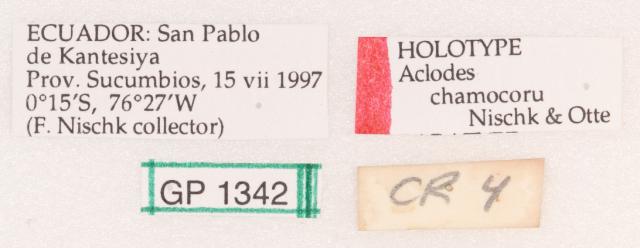 ECUADOR: San Pablo
de Kantesiya
Prov. Sucumbios, 15 vii 1997
0°15'S, 76°27'W
(F. Nischk collector)
HOLOTYPE
Aclodes
chamocoru
Nischk & Otte
GP 1342
CR 4